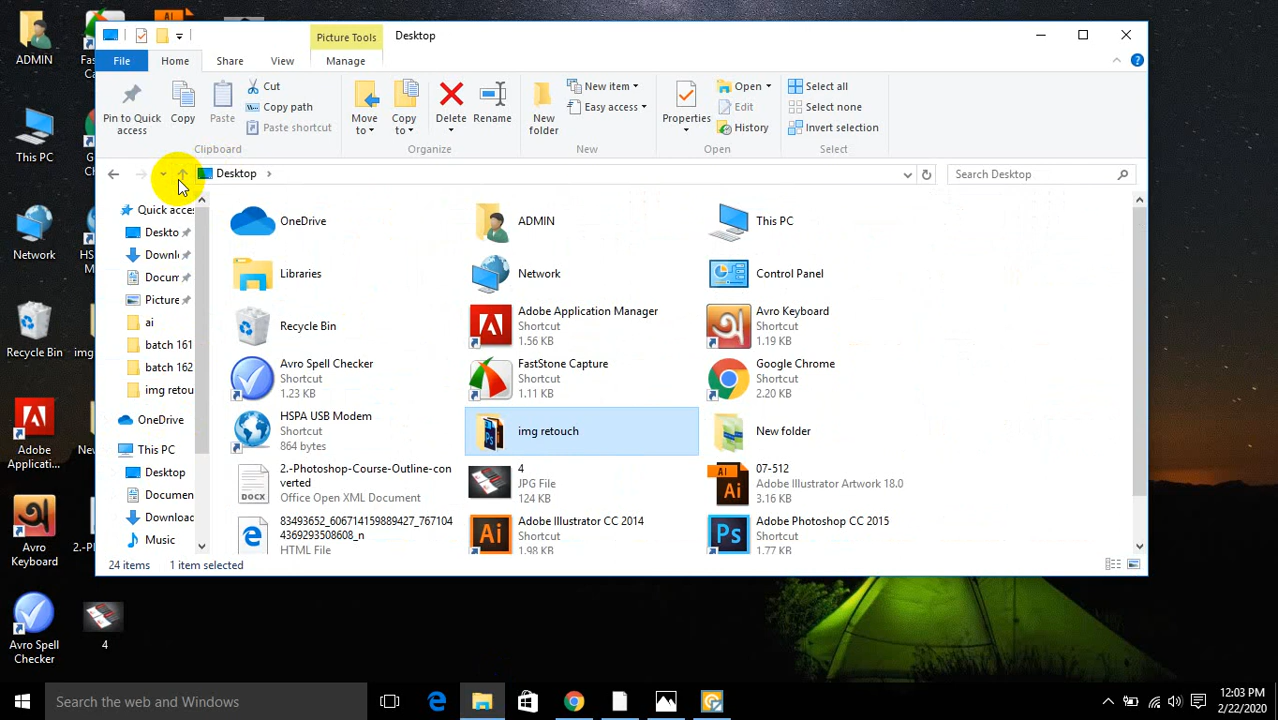 ADMIN
This PC
Network
Recycle Bin
Adobe
Applicati...
Avro
Keyboard
Avro Spell
Checker
4
Picture Tools
Desktop
File
Home
Share
View
Manage
Pin to Quick
access
Copy
Paste
Cut
Copy path
Paste shortcut
Clipboard
Move
to
Copy
to
Delete
Rename
Organize
New
folder
New item
Easy access
New
Properties
Open
Edit
History
Open
Select all
Select none
Invert selection
Select
Desktop
Search Desktop
Quick acces
Deskto
Downl
Docum
Picture
ai
batch 161
batch 162
img retou
OneDrive
This PC
Desktop
Documen
Download
Music
OneDrive
ADMIN
This PC
Libraries
Network
Control Panel
Recycle Bin
Adobe Application Manager
Shortcut
1.56 KB
Avro Keyboard
Shortcut
1.19 KB
Avro Spell Checker
Shortcut
1.23 KB
FastStone Capture
Shortcut
1.11 KB
Google Chrome
Shortcut
2.20 KB
HSPA USB Modem
Shortcut
864 bytes
img retouch
New folder
2.-Photoshop-Course-Outline-con
verted
Office Open XML Document
4
JPG File
124 KB
07-512
Adobe Illustrator Artwork 18.0
3.16 KB
83493652_606714159889427_767104
4369293508608_n
HTML File
Adobe Illustrator CC 2014
Shortcut
1.98 KB
Adobe Photoshop CC 2015
Shortcut
1.77 KB
24 items
1 item selected
Search the web and Windows
12:03 PM
2/22/2020